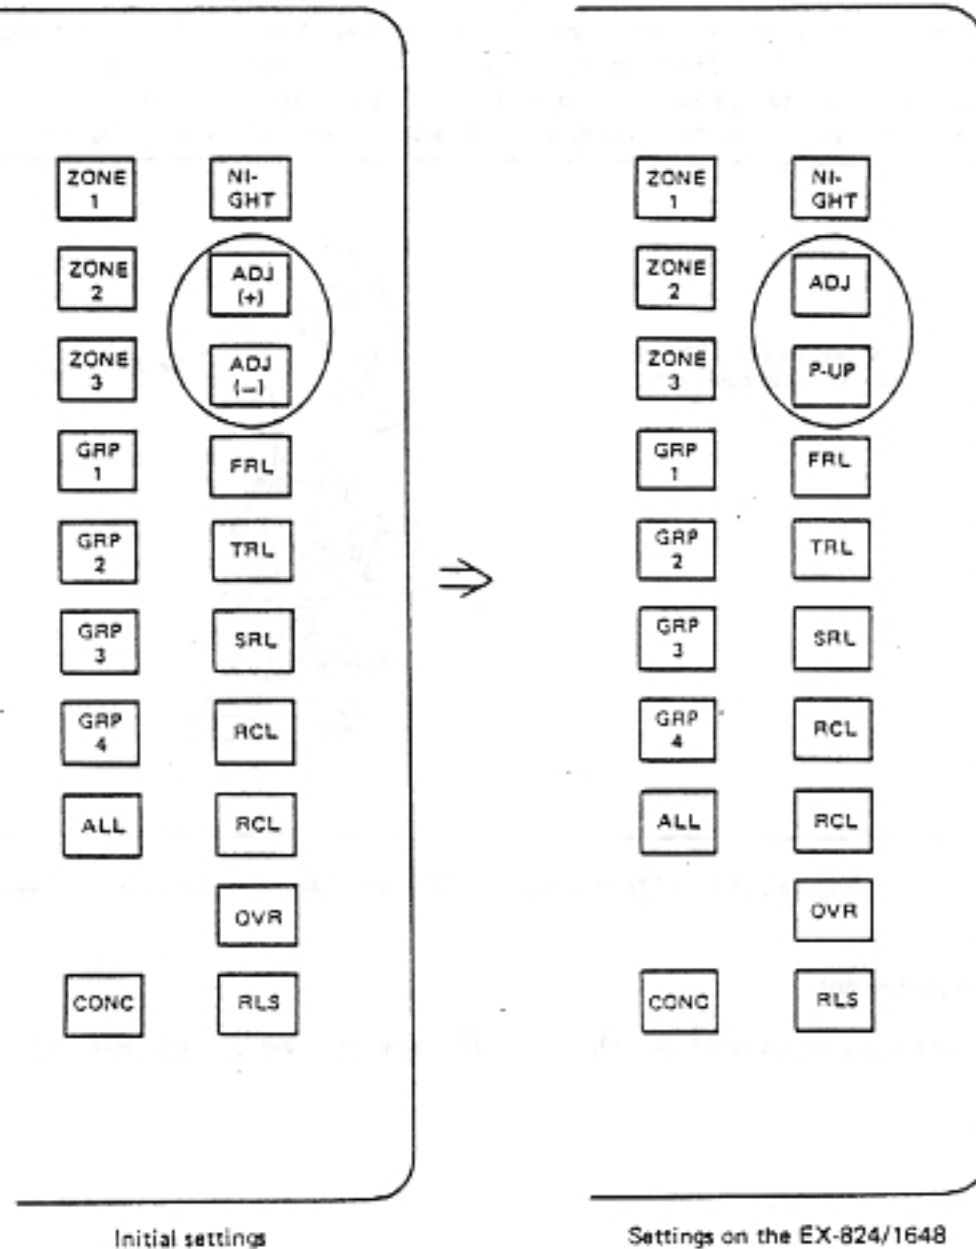 ZONE
1
NI-
GHT
ZONE
2
ADJ
(+)
ZONE
3
ADJ
(−)
GRP
1
FRL
GRP
2
TRL
GRP
3
SRL
GRP
4
RCL
ALL
RCL
OVR
CONC
RLS
Initial settings
ZONE
1
NI-
GHT
ZONE
2
ADJ
ZONE
3
P-UP
GRP
1
FRL
GRP
2
TRL
GRP
3
SRL
GRP
4
RCL
ALL
RCL
OVR
CONC
RLS
Settings on the EX-824/1648